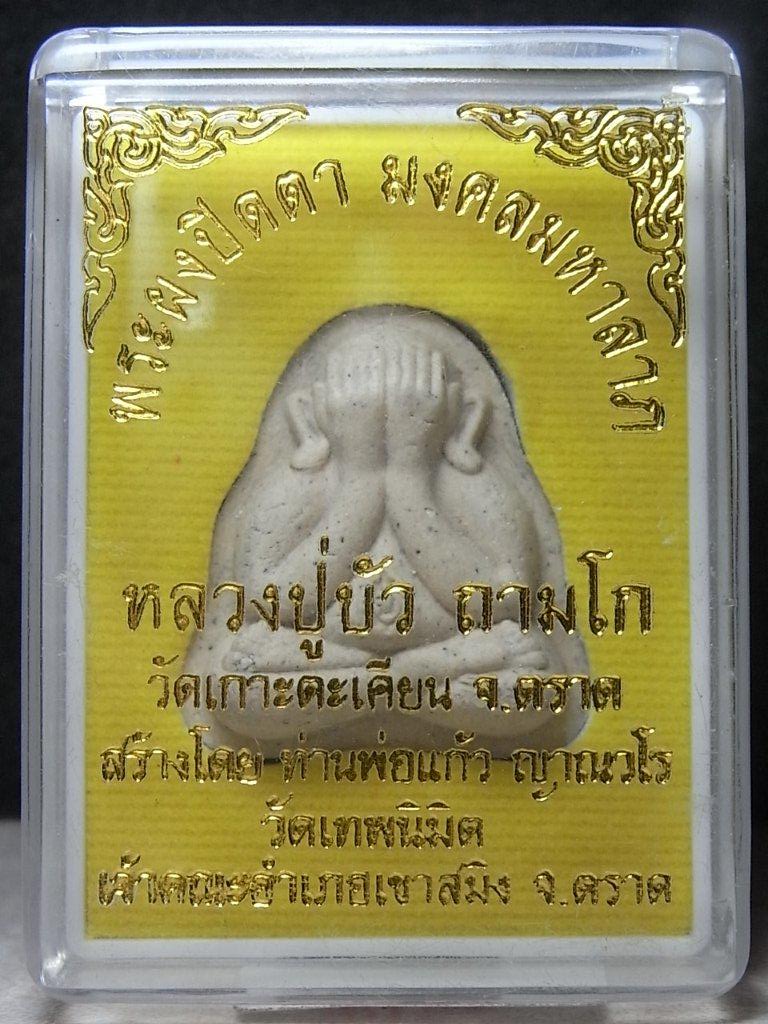 พระผงปิดตา มงคลมหาลาภ
หลวงปู่บัว ถามโก
วัดเกาะตะเคียน จ.ตราด
สร้างโดย ท่านพ่อแก้ว ญาณวโร
วัดเทพนิมิต
เจ้าคณะอำเภอเขาสมิง จ.ตราด